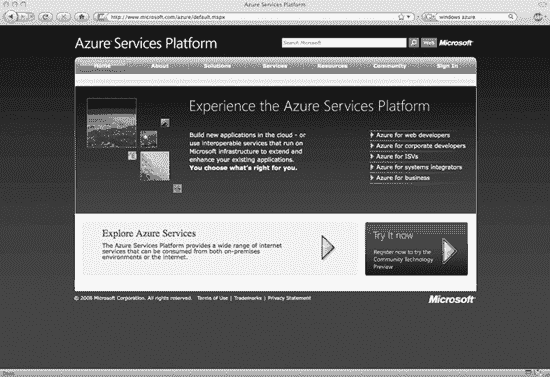 Azure Services Platform
http://www.microsoft.com/azure/default.mspx
windows azure
Azure Services Platform
Search Microsoft
Web
Microsoft
Home
About
Solutions
Services
Resources
Community
Sign In
Experience the Azure Services Platform
Build new applications in the cloud - or
use interoperable services that run on
Microsoft infrastructure to extend and
enhance your existing applications.
You choose what's right for you.
Azure for web developers
Azure for corporate developers
Azure for ISVs
Azure for systems integrators
Azure for business
Explore Azure Services
The Azure Services Platform provides a wide range of internet
services that can be consumed from both on-premises
environments or the internet.
Try It now
Register now to try the
Community Technology
Preview
© 2008 Microsoft Corporation. All rights reserved. Terms of Use | Trademarks | Privacy Statement
Microsoft
Done